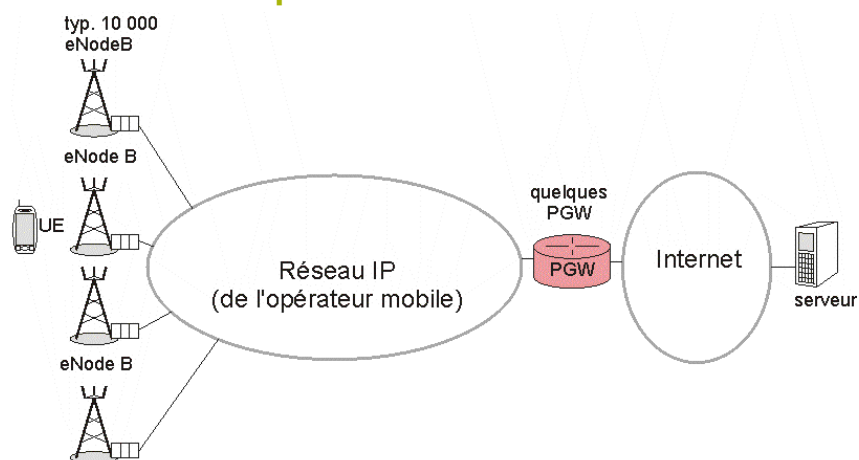 typ. 10 000
eNodeB
eNode B
UE
eNode B
Réseau IP
(de l'opérateur mobile)
quelques
PGW
PGW
Internet
serveur